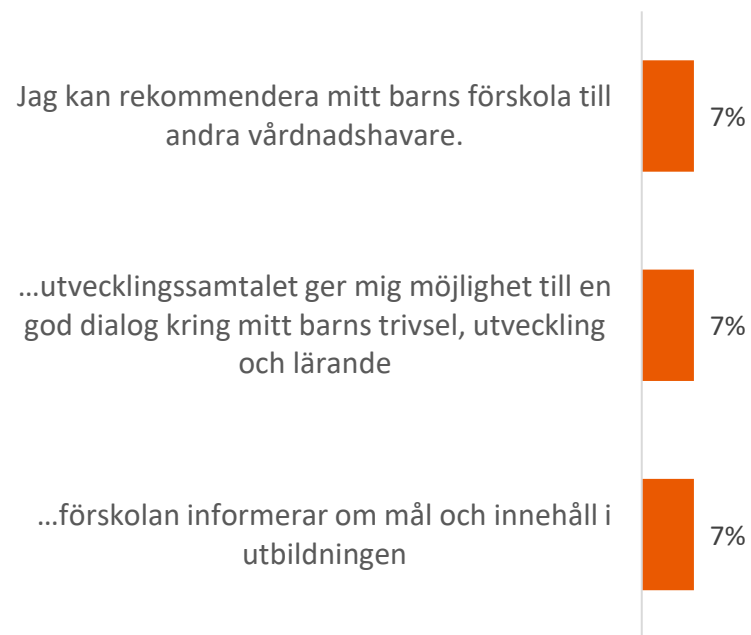 Jag kan rekommendera mitt barns förskola till
andra vårdnadshavare.
7%
…utvecklingssamtalet ger mig möjlighet till en
god dialog kring mitt barns trivsel, utveckling
och lärande
7%
…förskolan informerar om mål och innehåll i
utbildningen
7%